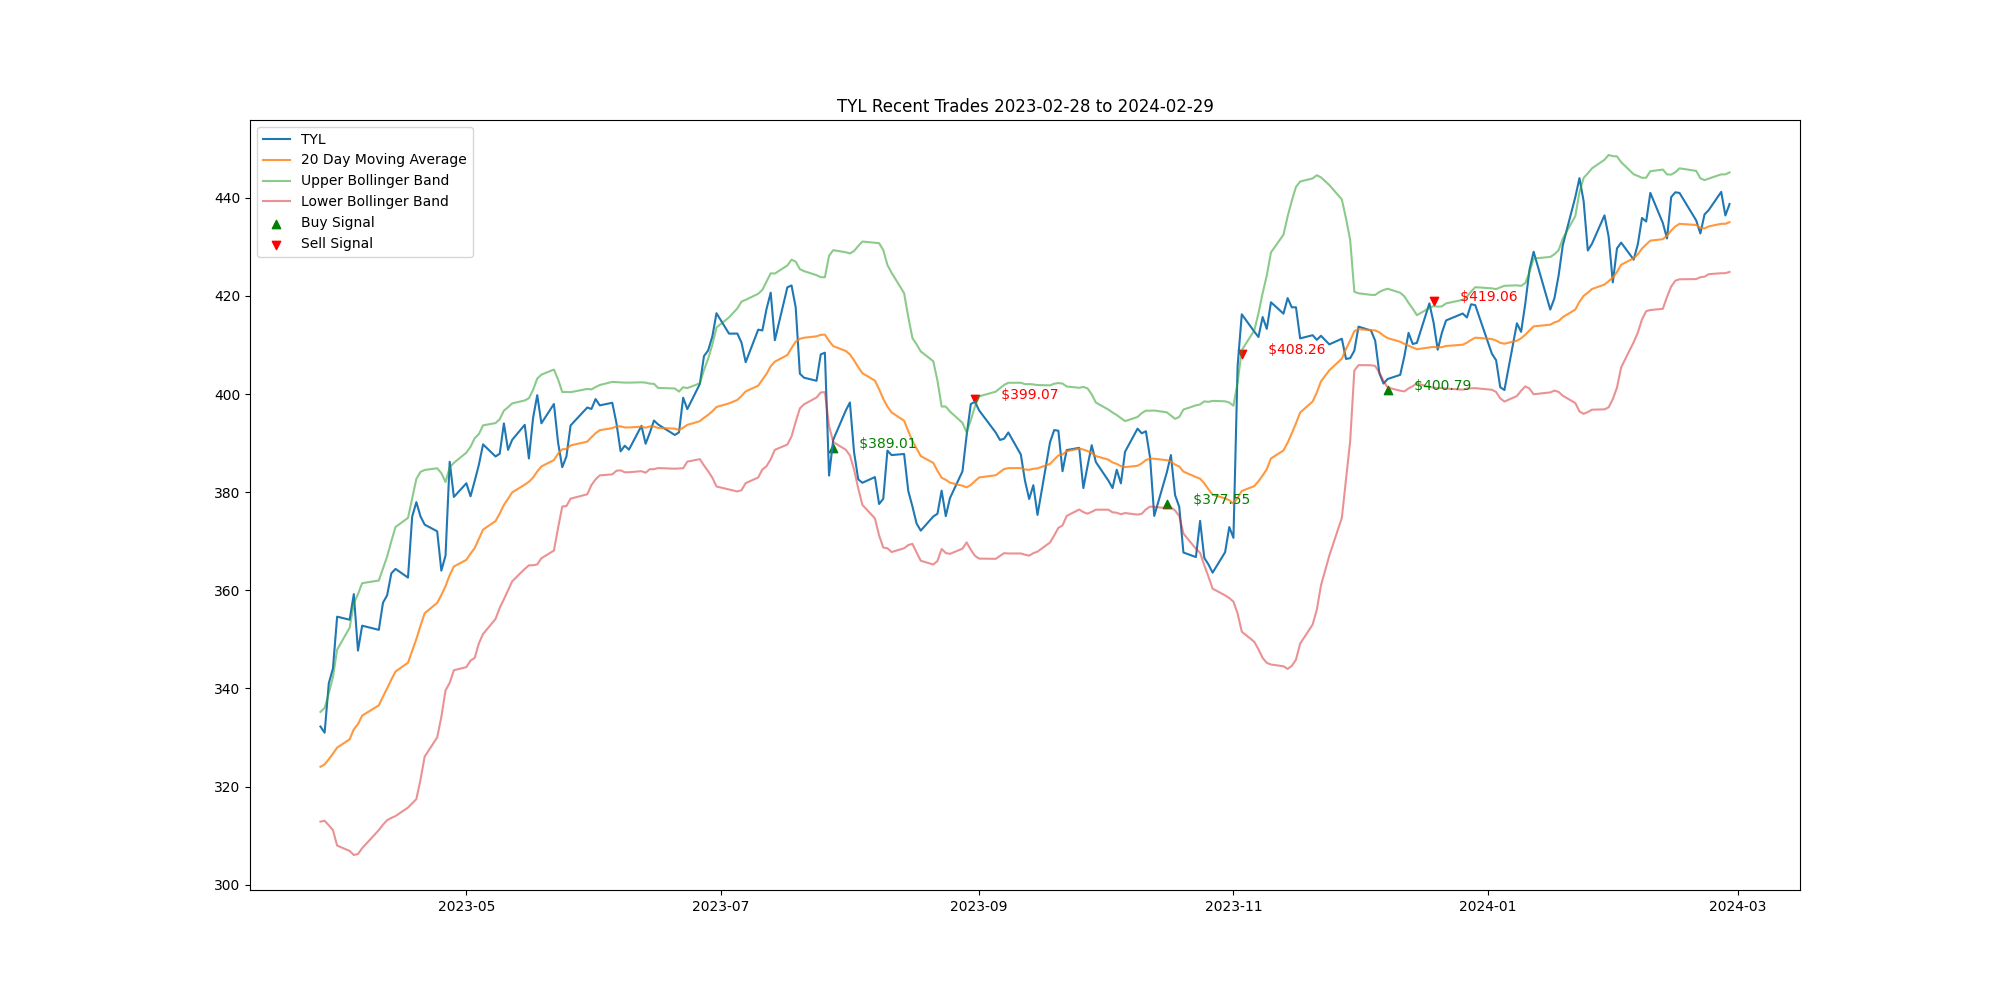 TYL Recent Trades 2023-02-28 to 2024-02-29
TYL
20 Day Moving Average
Upper Bollinger Band
Lower Bollinger Band
Buy Signal
Sell Signal
440
420
400
380
360
340
320
300
$389.01
$399.07
$377.55
$408.26
$400.79
$419.06
2023-05
2023-07
2023-09
2023-11
2024-01
2024-03